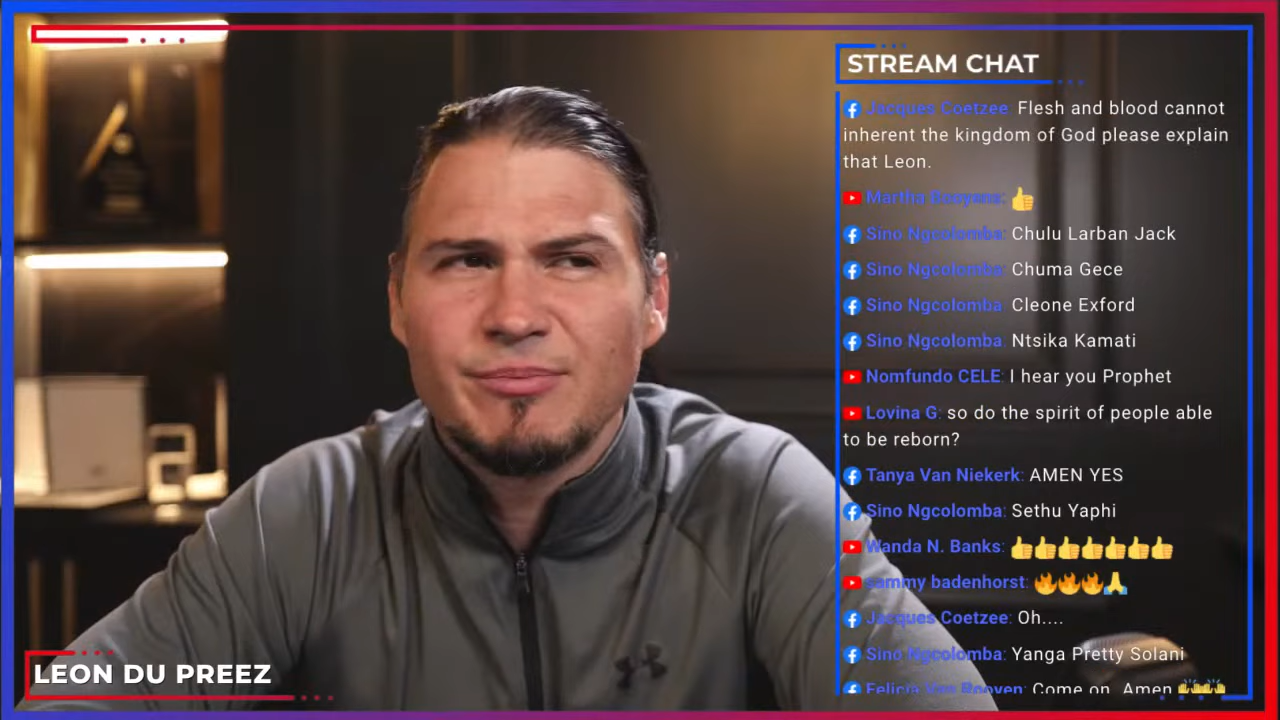 STREAM CHAT
Jacques Coetzee: Flesh and blood cannot
inherent the kingdom of God please explain
that Leon.
Martha Rooyans: 👍
Sino Ngcolomba: Chulu Larban Jack
Sino Ngcolomba: Chuma Gece
Sino Ngcolomba: Cleone Exford
Sino Ngcolomba: Ntsika Kamati
Nomfundo CELE: I hear you Prophet
Lovina G: so do the spirit of people able
to be reborn?
Tanya Van Niekerk: AMEN YES
Sino Ngcolomba: Sethu Yaphi
Wanda N. Banks: 👍👍👍👍👍👍👍
sammy badenhorst: 🔥🔥🔥🙏
Jacques Coetzee: Oh....
Sino Ngcolomba: Yanga Pretty Solani
Felicia Van Rooyen: Come on, Amen 🙌🙌
LEON DU PREEZ